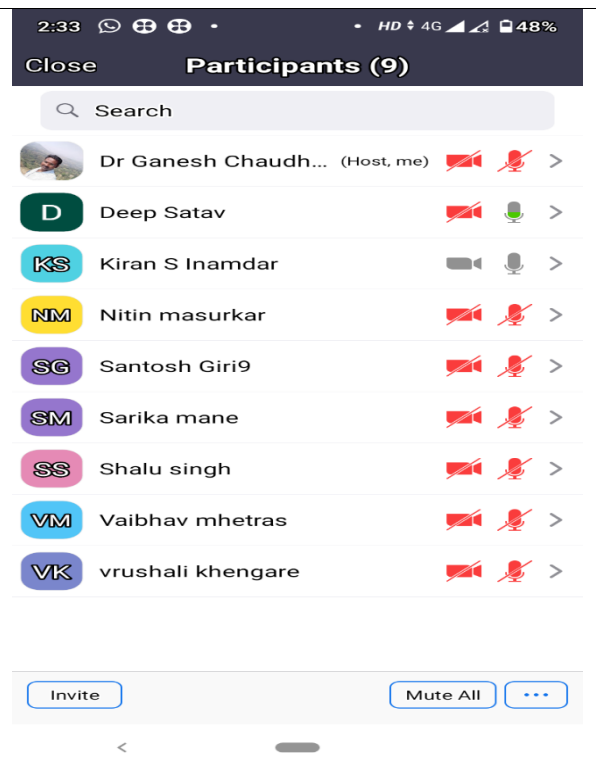 2:33 HD 4G 48%
Close Participants (9)
Search
Dr Ganesh Chaudh... (Host, me)
D Deep Satav
KS Kiran S Inamdar
NM Nitin masurkar
SG Santosh Giri9
SM Sarika mane
SS Shalu singh
VM Vaibhav mhetras
VK vrushali khengare
Invite Mute All ...